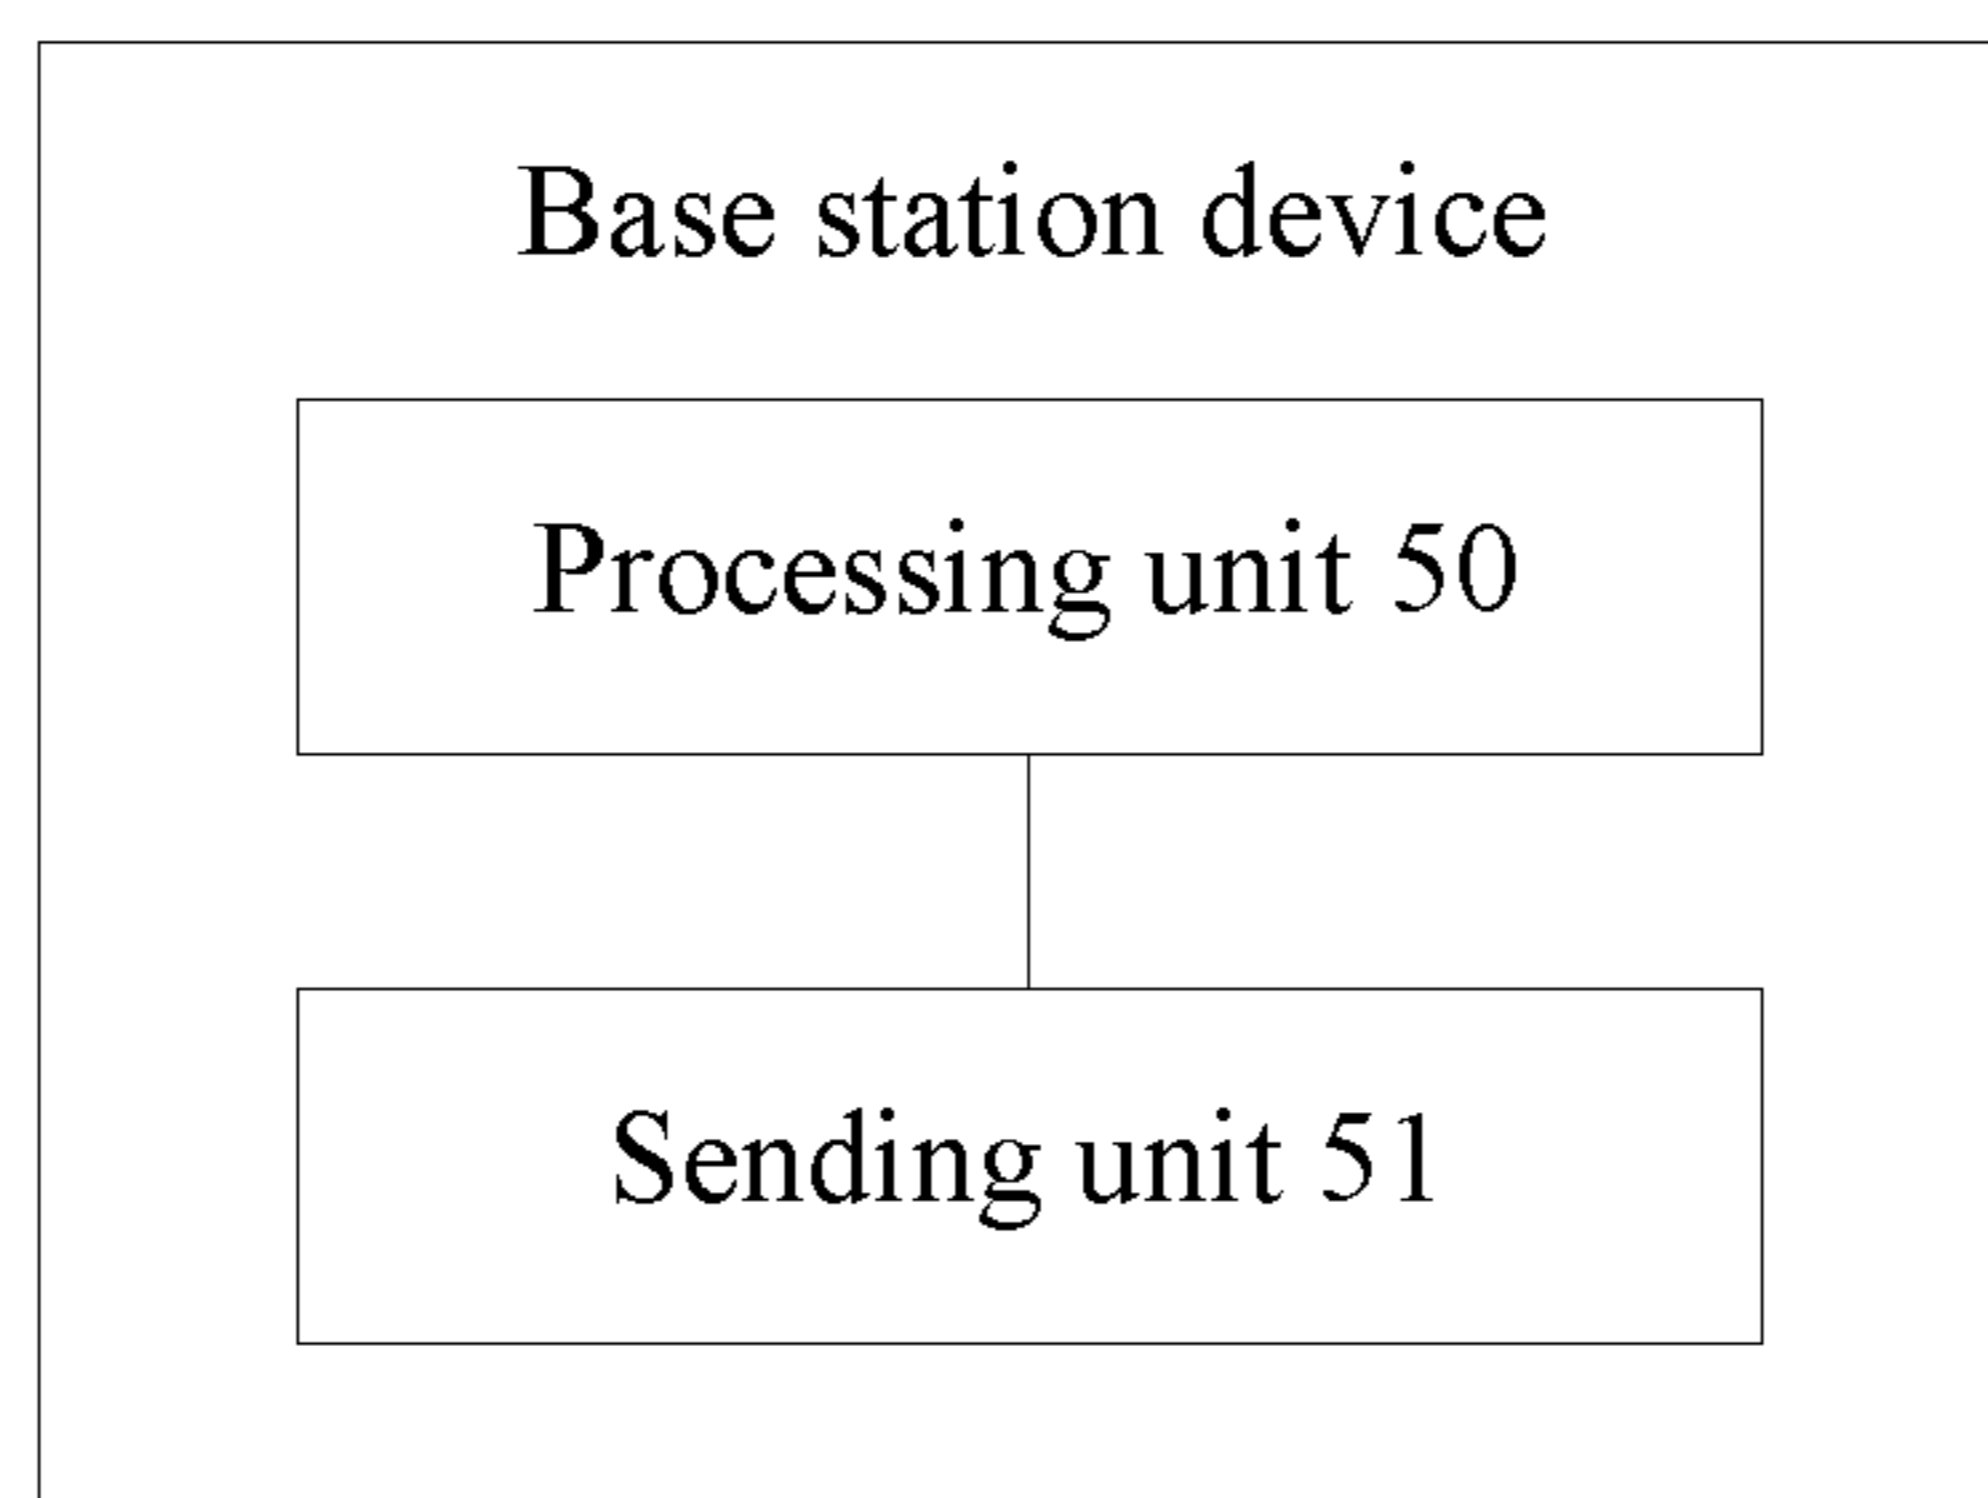 Base station device
Processing unit 50
Sending unit 51